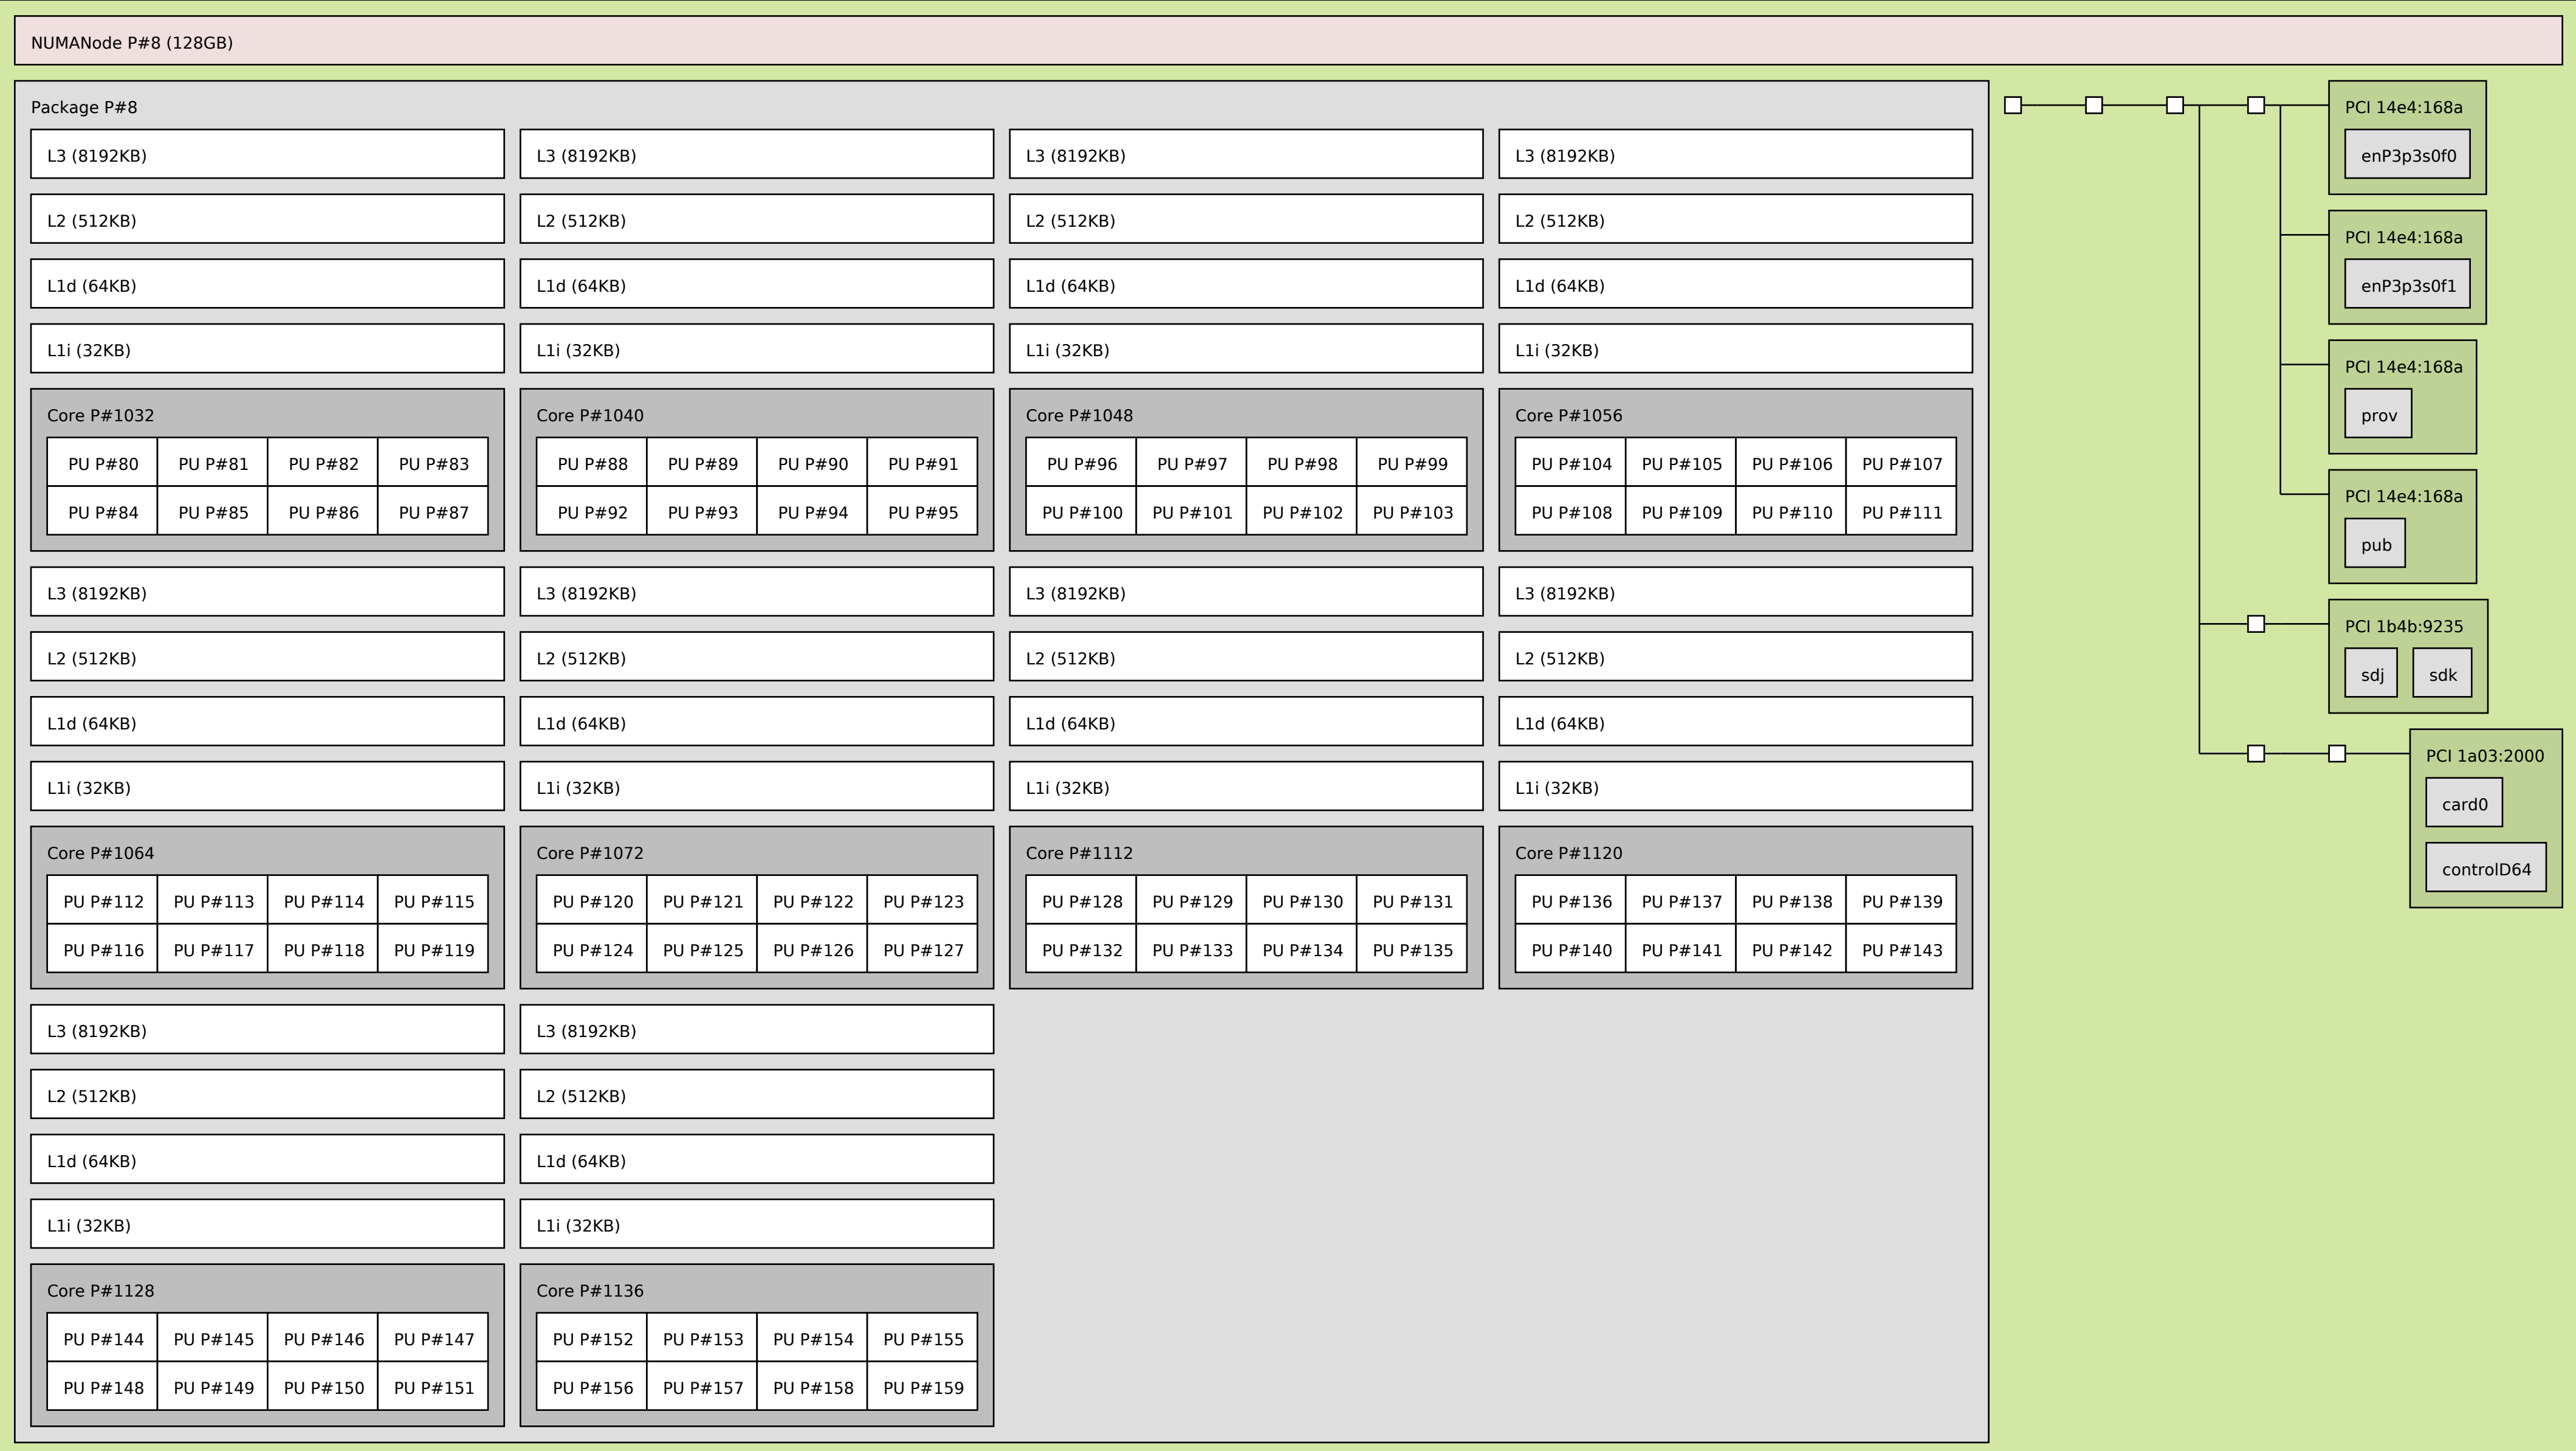 NUMANode P#8 (128GB)
Package P#8
L3 (8192KB) L3 (8192KB) L3 (8192KB) L3 (8192KB)
L2 (512KB) L2 (512KB) L2 (512KB) L2 (512KB)
L1d (64KB) L1d (64KB) L1d (64KB) L1d (64KB)
L1i (32KB) L1i (32KB) L1i (32KB) L1i (32KB)
Core P#1032 Core P#1040 Core P#1048 Core P#1056
PU P#80 PU P#81 PU P#82 PU P#83 PU P#88 PU P#89 PU P#90 PU P#91 PU P#96 PU P#97 PU P#98 PU P#99 PU P#104 PU P#105 PU P#106 PU P#107
PU P#84 PU P#85 PU P#86 PU P#87 PU P#92 PU P#93 PU P#94 PU P#95 PU P#100 PU P#101 PU P#102 PU P#103 PU P#108 PU P#109 PU P#110 PU P#111
L3 (8192KB) L3 (8192KB) L3 (8192KB) L3 (8192KB)
L2 (512KB) L2 (512KB) L2 (512KB) L2 (512KB)
L1d (64KB) L1d (64KB) L1d (64KB) L1d (64KB)
L1i (32KB) L1i (32KB) L1i (32KB) L1i (32KB)
Core P#1064 Core P#1072 Core P#1112 Core P#1120
PU P#112 PU P#113 PU P#114 PU P#115 PU P#120 PU P#121 PU P#122 PU P#123 PU P#128 PU P#129 PU P#130 PU P#131 PU P#136 PU P#137 PU P#138 PU P#139
PU P#116 PU P#117 PU P#118 PU P#119 PU P#124 PU P#125 PU P#126 PU P#127 PU P#132 PU P#133 PU P#134 PU P#135 PU P#140 PU P#141 PU P#142 PU P#143
L3 (8192KB) L3 (8192KB)
L2 (512KB) L2 (512KB)
L1d (64KB) L1d (64KB)
L1i (32KB) L1i (32KB)
Core P#1128 Core P#1136
PU P#144 PU P#145 PU P#146 PU P#147 PU P#152 PU P#153 PU P#154 PU P#155
PU P#148 PU P#149 PU P#150 PU P#151 PU P#156 PU P#157 PU P#158 PU P#159
PCI 14e4:168a
enP3p3s0f0
PCI 14e4:168a
enP3p3s0f1
PCI 14e4:168a
prov
PCI 14e4:168a
pub
PCI 1b4b:9235
sdj sdk
PCI 1a03:2000
card0
controlD64